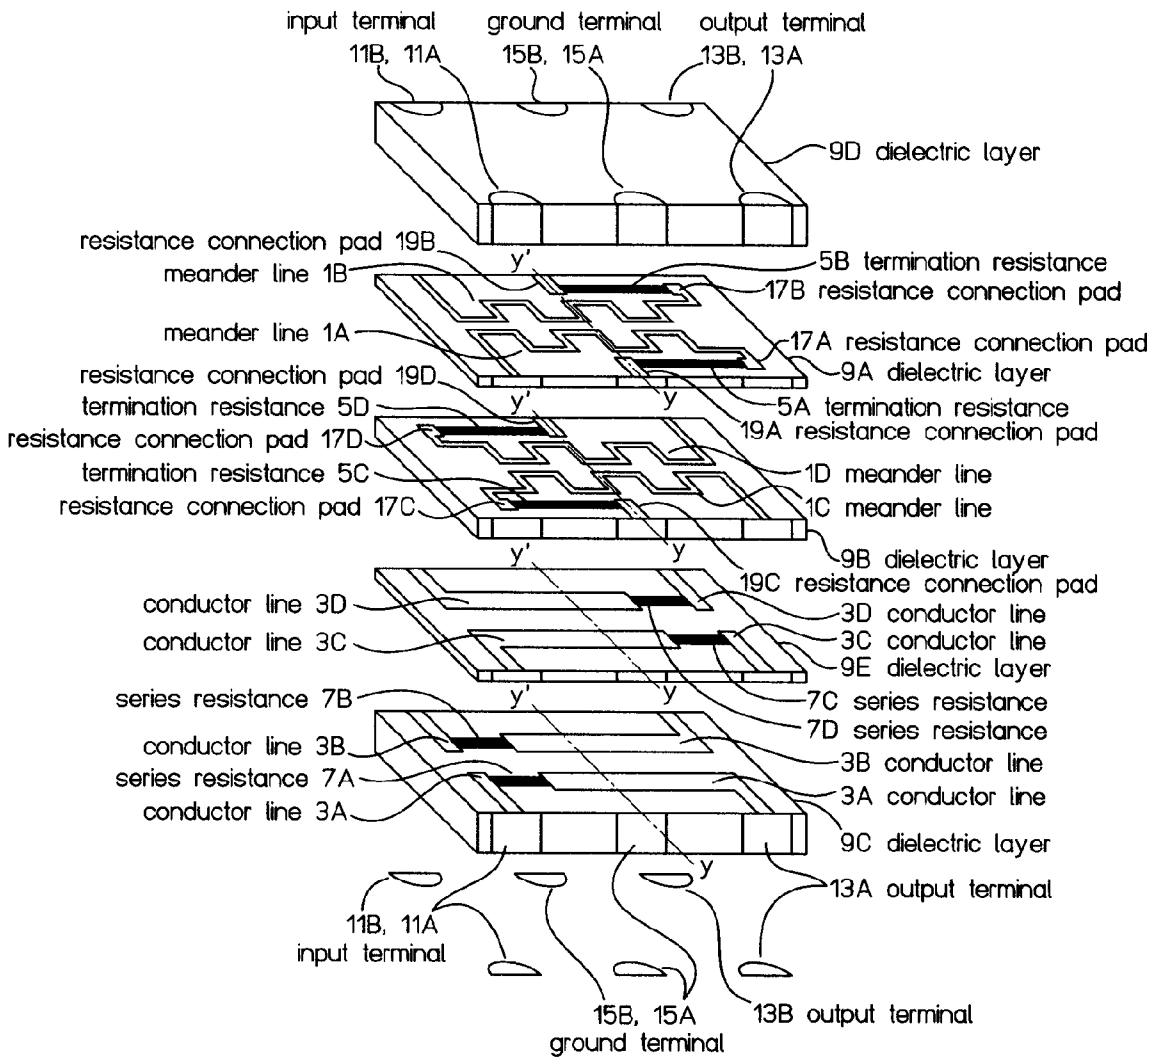 input terminal
11B, 11A
ground terminal
15B, 15A
output terminal
13B, 13A
9D dielectric layer
resistance connection pad 19B
meander line 1B
meander line 1A
y'
5B termination resistance
17B resistance connection pad
17A resistance connection pad
9A dielectric layer
y
5A termination resistance
19A resistance connection pad
resistance connection pad 19D
termination resistance 5D
resistance connection pad 17D
termination resistance 5C
resistance connection pad 17C
y'
1D meander line
1C meander line
y
9B dielectric layer
19C resistance connection pad
y'
conductor line 3D
conductor line 3C
3D conductor line
3C conductor line
9E dielectric layer
y
7C series resistance
7D series resistance
y'
series resistance 7B
conductor line 3B
series resistance 7A
conductor line 3A
3B conductor line
3A conductor line
9C dielectric layer
y
13A output terminal
11B, 11A
input terminal
15B, 15A
ground terminal
13B output terminal